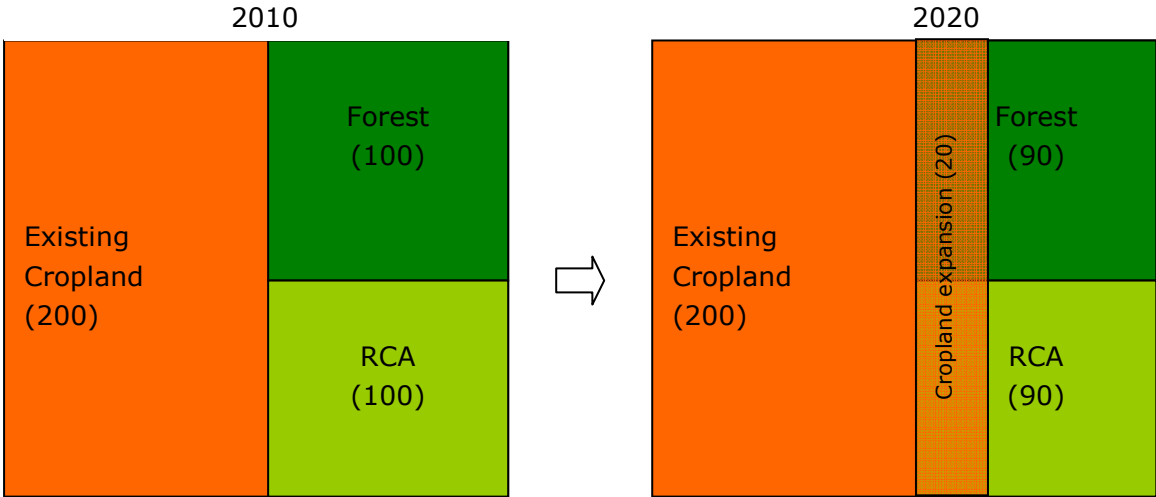 2010
Forest
(100)
Existing
Cropland
(200)
RCA
(100)
2020
Forest
(90)
Existing
Cropland
(200)
Cropland expansion (20)
RCA
(90)